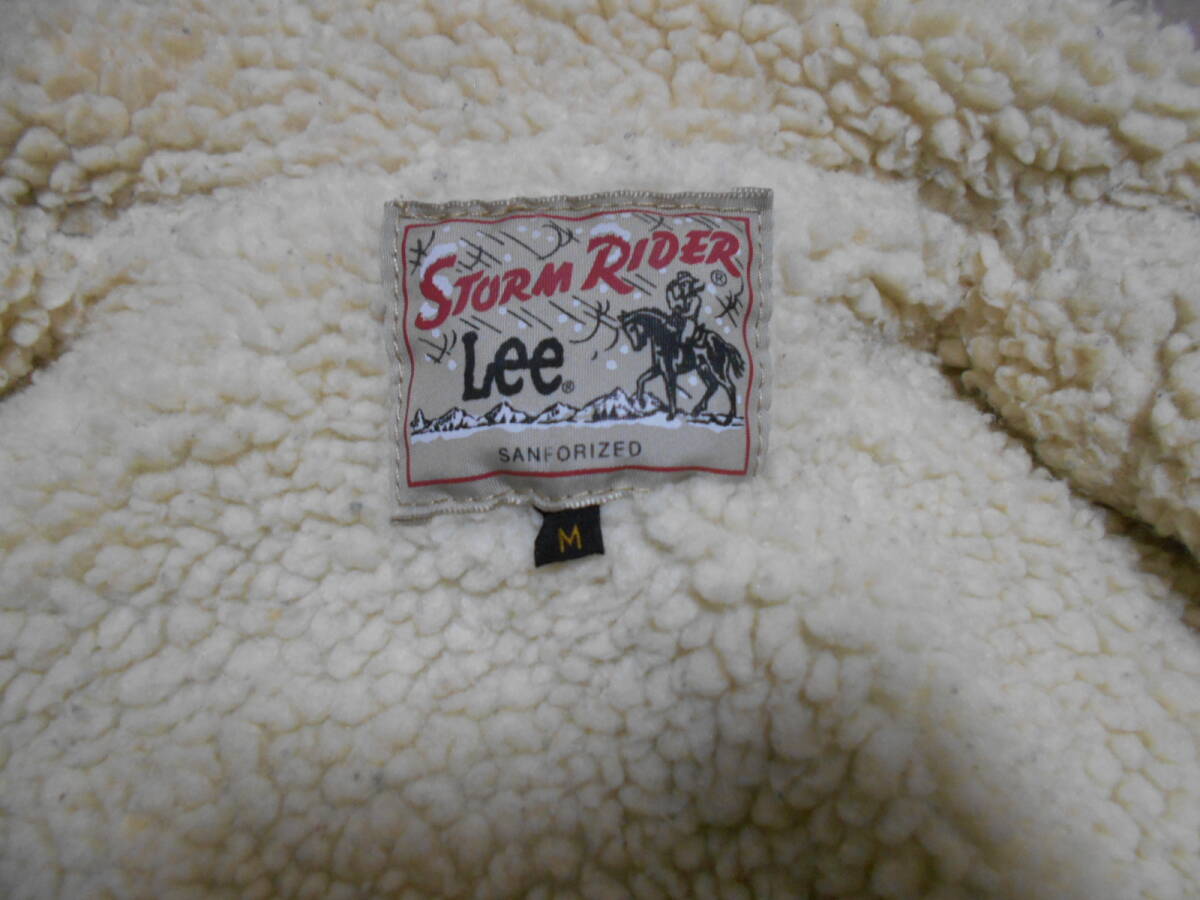 STORM RIDER ®
Lee ®
SANFORIZED
M